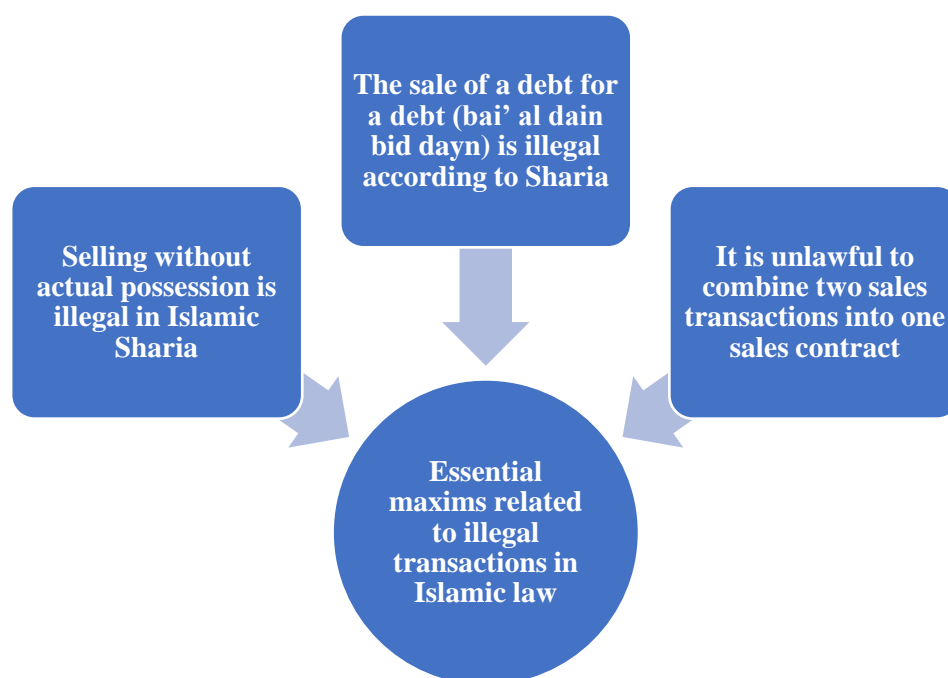 The sale of a debt for
a debt (bai’ al dain
bid dayn) is illegal
according to Sharia
Selling without
actual possession is
illegal in Islamic
Sharia
It is unlawful to
combine two sales
transactions into one
sales contract
Essential
maxims related
to illegal
transactions in
Islamic law